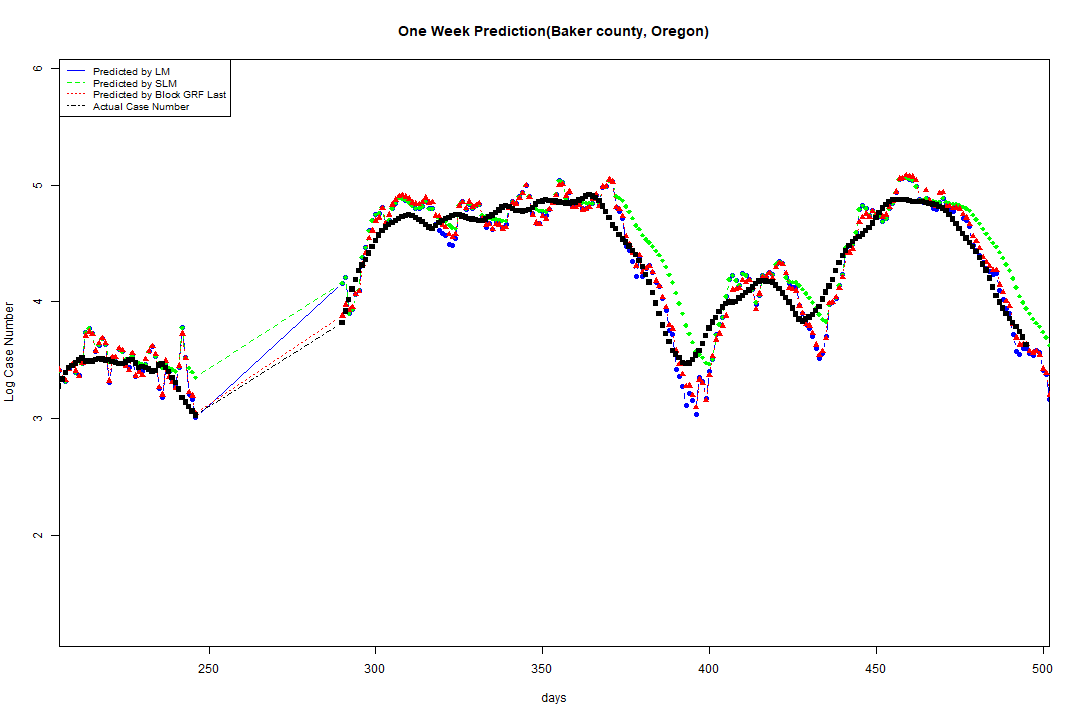 One Week Prediction(Baker county, Oregon)
Predicted by LM
Predicted by SLM
Predicted by Block GRF Last
Actual Case Number
6
5
4
3
2
Log Case Number
250 300 350 400 450 500
days